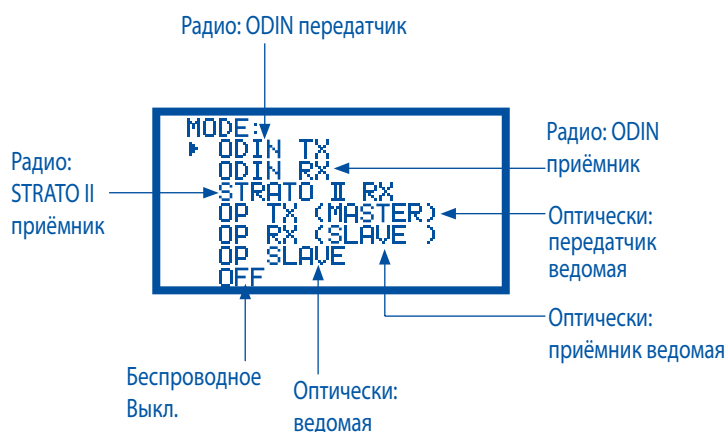 Радио: ODIN передатчик
MODE:
ODIN TX
ODIN RX
STRATO II RX
OP TX (MASTER)
OP RX (SLAVE )
OP SLAVE
OFF
Радио:
STRATO II
приёмник
Радио: ODIN
приёмник
Оптически:
передатчик
ведомая
Оптически:
приёмник ведомая
Беспроводное
Выкл.
Оптически:
ведомая